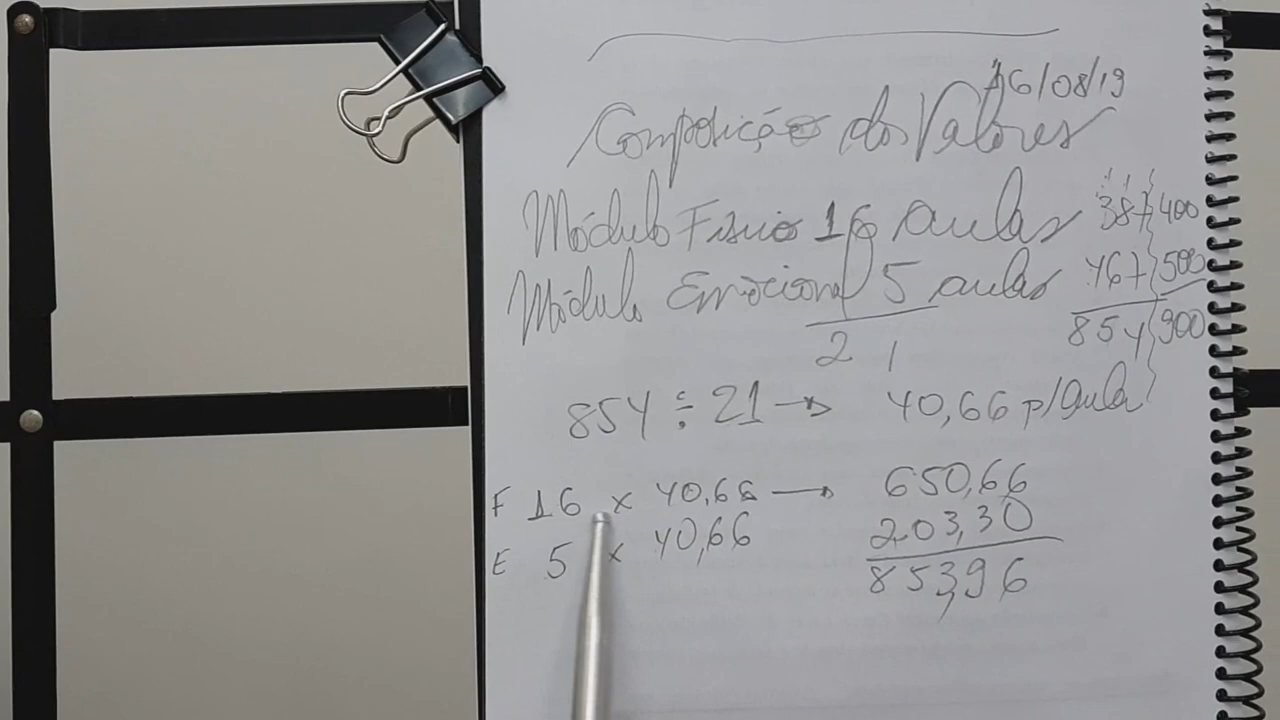 16/08/19
Composição dos Valores
Módulo Físico 16 aulas 387 400
Módulo Emocional 5 aulas 467 500
21 854 900
854 ÷ 21 → 40,66 p/aula
F 16 x 40,66 → 650,66
E 5 x 40,66 203,30
853,96